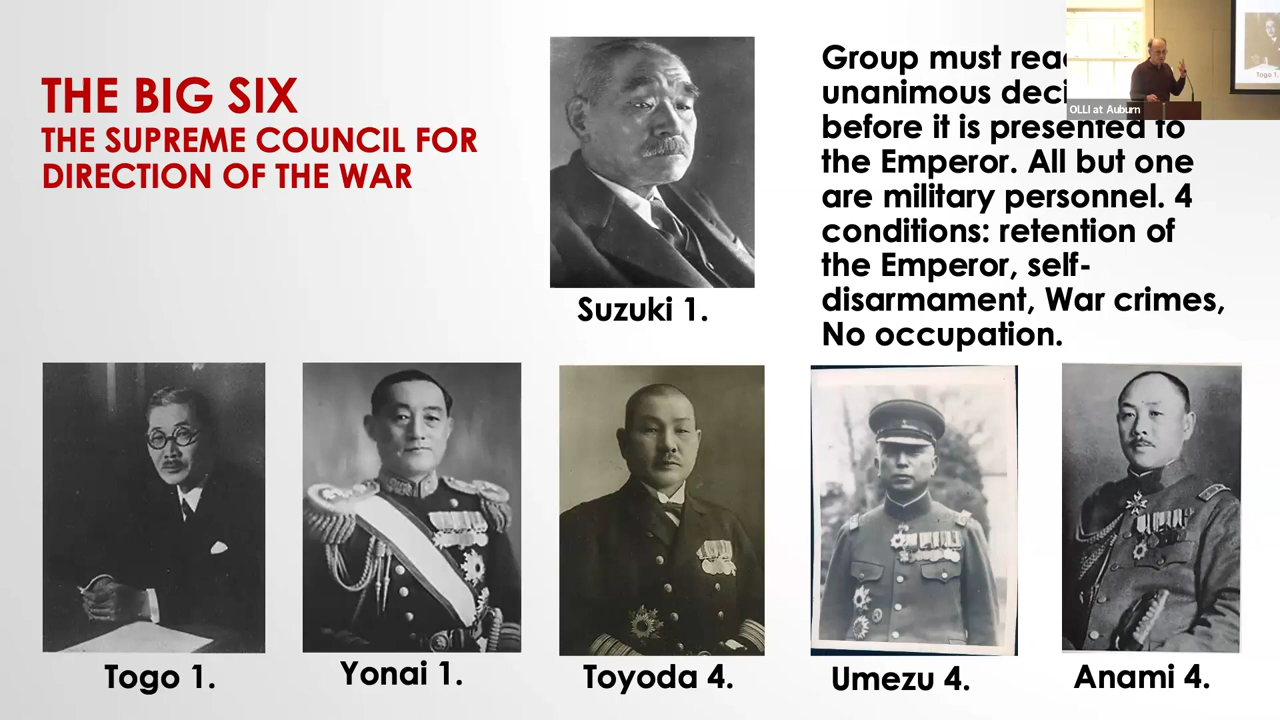 THE BIG SIX
THE SUPREME COUNCIL FOR
DIRECTION OF THE WAR
Suzuki 1.
Group must
unanimous
before it is presented to
the Emperor. All but one
are military personnel. 4
conditions: retention of
the Emperor, self-
disarmament, War crimes,
No occupation.
OLLI at Auburn
Togo 1.
Togo 1.
Yonai 1.
Toyoda 4.
Umezu 4.
Anami 4.